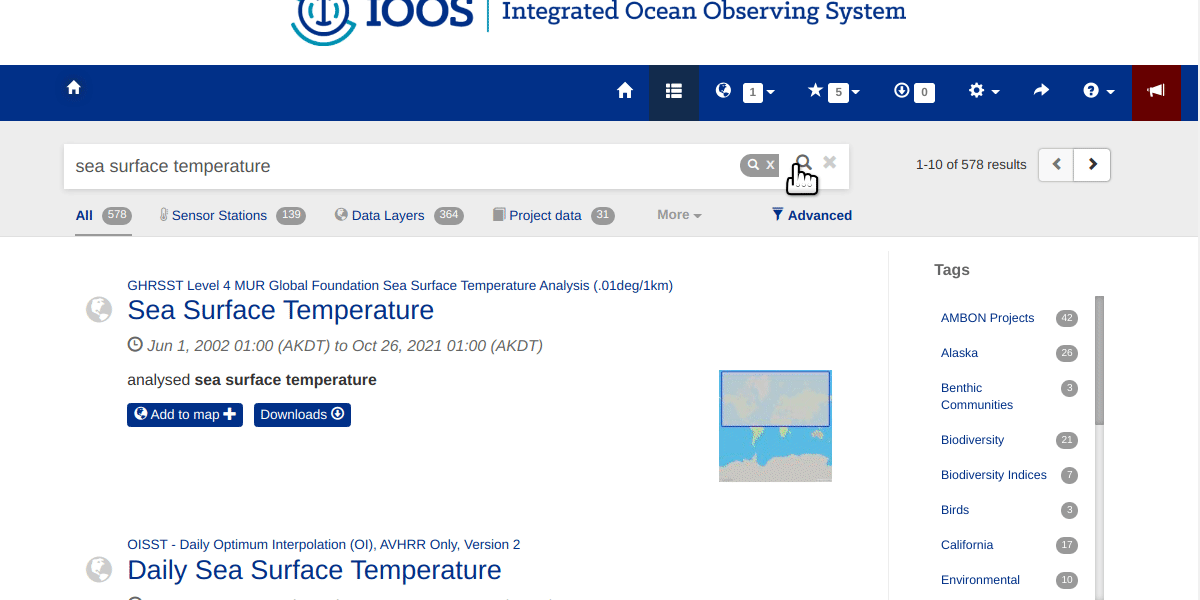 IOOS
Integrated Ocean Observing System
1
5
0
sea surface temperature
x
1-10 of 578 results
All 578
Sensor Stations 139
Data Layers 364
Project data 31
More
Advanced
GHRSST Level 4 MUR Global Foundation Sea Surface Temperature Analysis (.01deg/1km)
Sea Surface Temperature
Jun 1, 2002 01:00 (AKDT) to Oct 26, 2021 01:00 (AKDT)
analysed sea surface temperature
Add to map
Downloads
OISST - Daily Optimum Interpolation (OI), AVHRR Only, Version 2
Daily Sea Surface Temperature
Tags
AMBON Projects 42
Alaska 26
Benthic 3
Communities
Biodiversity 21
Biodiversity Indices 7
Birds 3
California 17
Environmental 10